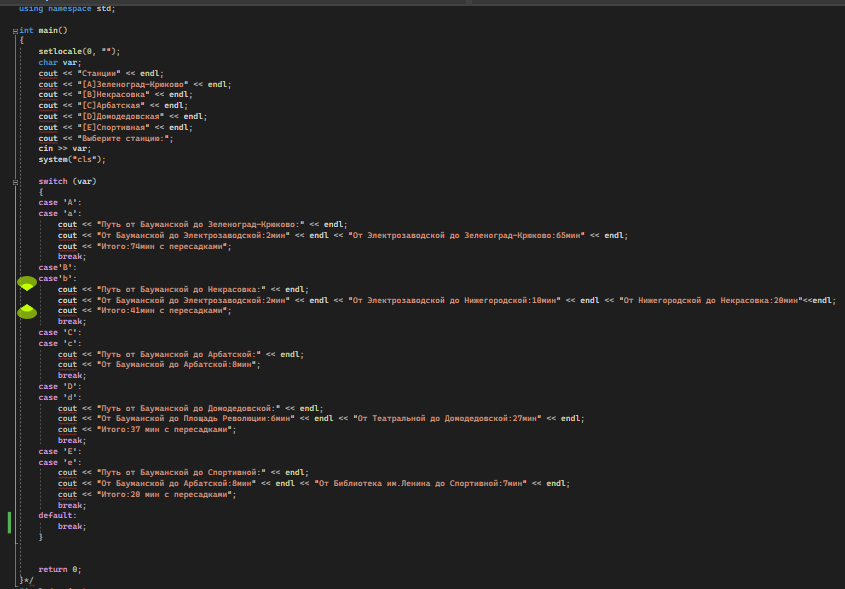 using namespace std;
int main()
{
setlocale(0, "");
char var;
cout << "Станции" << endl;
cout << "[A]Зеленоград-Крюково" << endl;
cout << "[B]Некрасовка" << endl;
cout << "[C]Арбатская" << endl;
cout << "[D]Домодедовская" << endl;
cout << "[E]Спортивная" << endl;
cout << "Выберите станцию:";
cin >> var;
system("cls");
switch (var)
{
case 'A':
case 'a':
cout << "Путь от Бауманской до Зеленоград-Крюково:" << endl;
cout << "От Бауманской до Электрозаводской:2мин" << endl << "От Электрозаводской до Зеленоград-Крюково:65мин" << endl;
cout << "Итого:74мин с пересадками";
break;
case'B':
case'b':
cout << "Путь от Бауманской до Некрасовка:" << endl;
cout << "От Бауманской до Электрозаводской:2мин" << endl << "От Электрозаводской до Нижегородской:10мин" << endl << "От Нижегородской до Некрасовка:20мин"<<endl;
cout << "Итого:41мин с пересадками";
break;
case 'C':
case 'c':
cout << "Путь от Бауманской до Арбатской:" << endl;
cout << "От Бауманской до Арбатской:8мин";
break;
case 'D':
case 'd':
cout << "Путь от Бауманской до Домодедовской:" << endl;
cout << "От Бауманской до Площадь Революции:6мин" << endl << "От Театральной до Домодедовской:27мин" << endl;
cout << "Итого:37 мин с пересадками";
break;
case 'E':
case 'e':
cout << "Путь от Бауманской до Спортивной:" << endl;
cout << "От Бауманской до Арбатской:8мин" << endl << "От Библиотека им.Ленина до Спортивной:7мин" << endl;
cout << "Итого:20 мин с пересадками";
break;
default:
break;
}
return 0;
}*/